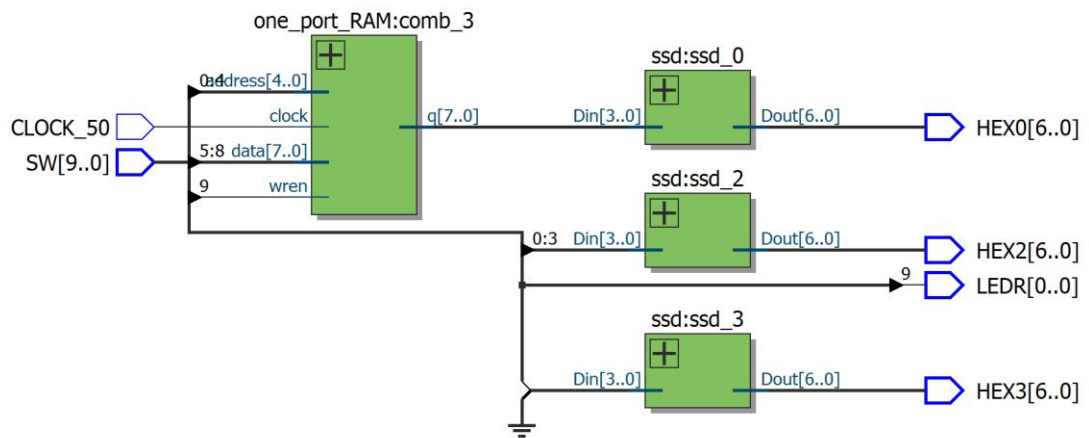 one_port_RAM:comb_3
ssd:ssd_0
0:4 address[4..0]
q[7..0]
Din[3..0]
Dout[6..0]
HEX0[6..0]
CLOCK_50
clock
SW[9..0]
5:8
data[7..0]
9
wren
ssd:ssd_2
0:3
Din[3..0]
Dout[6..0]
HEX2[6..0]
9
LEDR[0..0]
ssd:ssd_3
Din[3..0]
Dout[6..0]
HEX3[6..0]